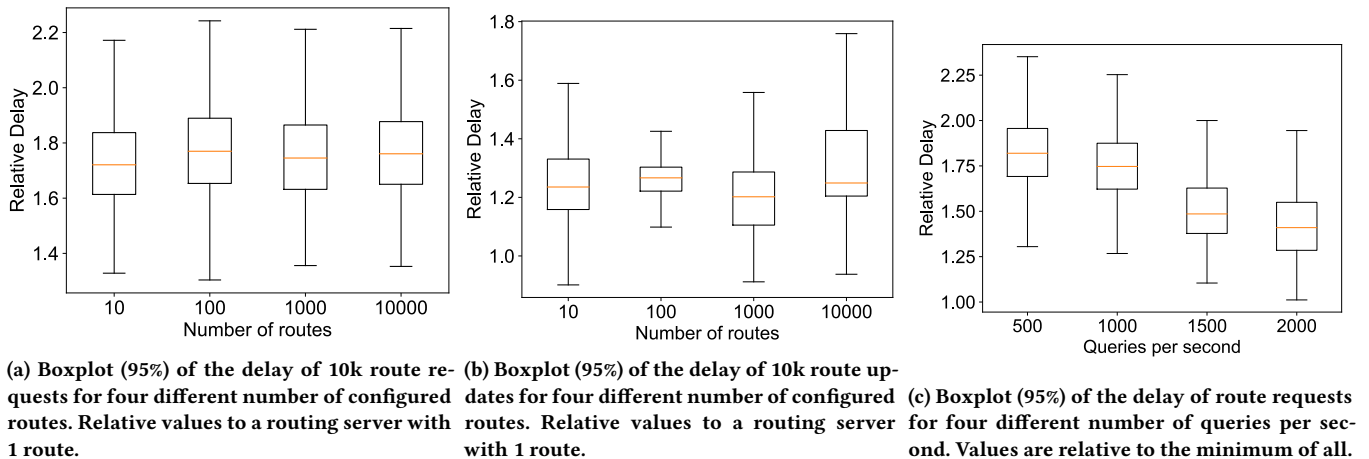 2.2
2.0
1.8
1.6
1.4
Relative Delay
10
100
1000
10000
Number of routes
(a) Boxplot (95%) of the delay of 10k route re-
quests for four different number of configured
routes. Relative values to a routing server with
1 route.
1.8
1.6
1.4
1.2
1.0
Relative Delay
10
100
1000
10000
Number of routes
(b) Boxplot (95%) of the delay of 10k route up-
dates for four different number of configured
routes. Relative values to a routing server
with 1 route.
2.25
2.00
1.75
1.50
1.25
1.00
Relative Delay
500
1000
1500
2000
Queries per second
(c) Boxplot (95%) of the delay of route requests
for four different number of queries per sec-
ond. Values are relative to the minimum of all.